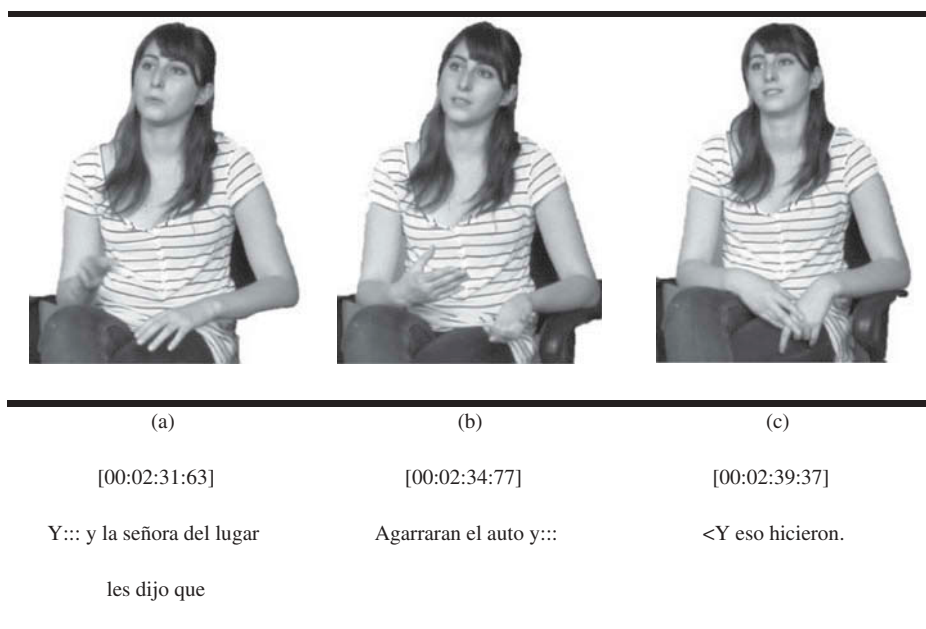 (a)
(b)
(c)
[00:02:31:63]
[00:02:34:77]
[00:02:39:37]
Y::: y la señora del lugar
Agarraran el auto y:::
<Y eso hicieron.
les dijo que